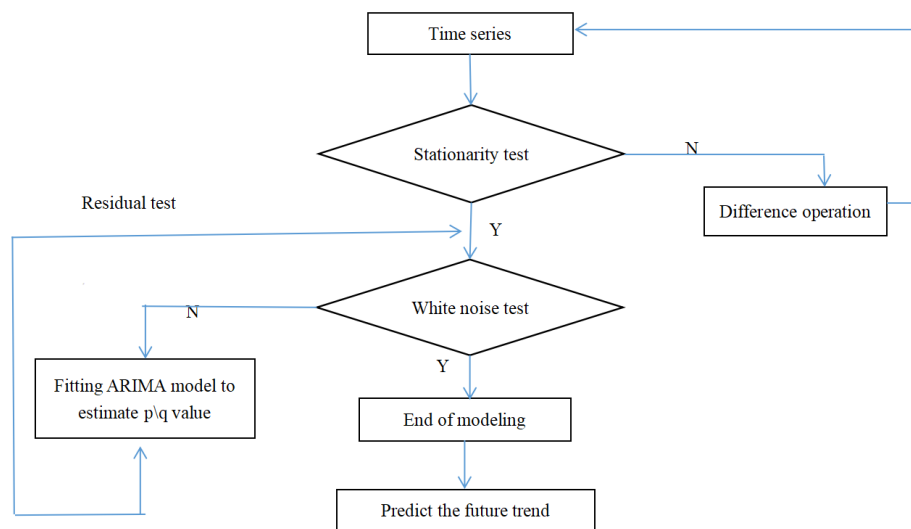 Time series
Stationarity test
N
Difference operation
Residual test
Y
White noise test
N
Y
Fitting ARIMA model to
estimate p\q value
End of modeling
Predict the future trend